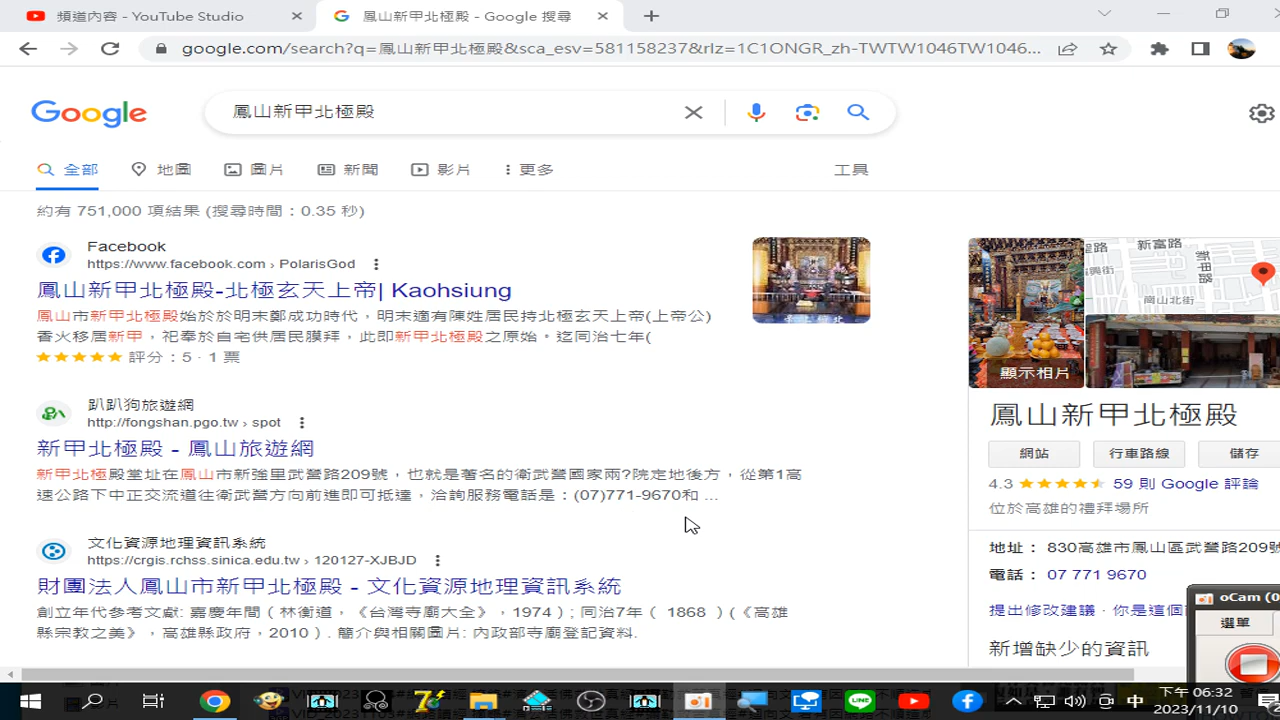 頻道內容 - YouTube Studio
鳳山新甲北極殿 - Google 搜尋
google.com/search?q=鳳山新甲北極殿&sca_esv=581158237&rlz=1C1ONGR_zh-TWTW1046TW1046...
Google
鳳山新甲北極殿
全部
地圖
圖片
新聞
影片
更多
工具
約有 751,000 項結果 (搜尋時間：0.35 秒)
Facebook
https://www.facebook.com › PolarisGod
鳳山新甲北極殿-北極玄天上帝| Kaohsiung
鳳山市新甲北極殿始於於明末鄭成功時代，明末適有陳姓居民持北極玄天上帝(上帝公)
香火移居新甲，祀奉於自宅供居民膜拜，此即新甲北極殿之原始。迄同治七年(
評分：5 · 1 票
趴趴狗旅遊網
http://fongshan.pgo.tw › spot
新甲北極殿 - 鳳山旅遊網
新甲北極殿堂址在鳳山市新強里武營路209號，也就是著名的衛武營國家兩?院定地後方，從第1高
速公路下中正交流道往衛武營方向前進即可抵達，洽詢服務電話是：(07)771-9670和 ...
文化資源地理資訊系統
https://crgis.rchss.sinica.edu.tw › 120127-XJBJD
財團法人鳳山市新甲北極殿 - 文化資源地理資訊系統
創立年代參考文獻: 嘉慶年間（林衡道，《台灣寺廟大全》，1974）; 同治7年（ 1868 ）(《高雄
縣宗教之美》，高雄縣政府，2010）. 簡介與相關圖片: 內政部寺廟登記資料.
新富路
新甲路
崗山北街
顯示相片
鳳山新甲北極殿
網站
行車路線
儲存
4.3
59 則 Google 評論
位於高雄的禮拜場所
地址： 830高雄市鳳山區武營路209號
電話： 07 771 9670
提出修改建議 · 你是這個
新增缺少的資訊
oCam (0
選單
中
下午 06:32
2023/11/10